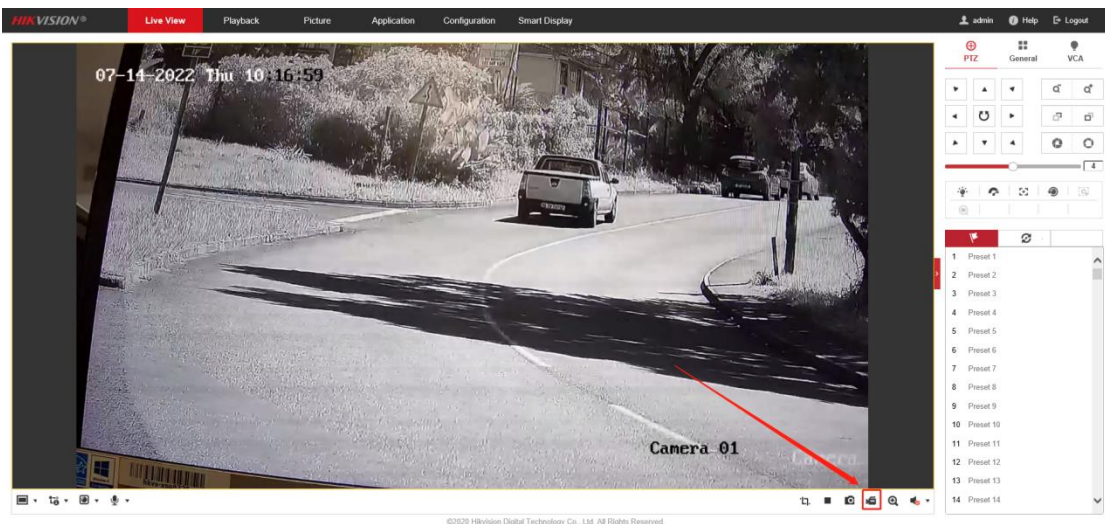 HIKVISION®
Live View Playback Picture Application Configuration Smart Display admin Help Logout
PTZ General VCA
07-14-2022 Thu 10:16:59
4
1 Preset 1
2 Preset 2
3 Preset 3
4 Preset 4
5 Preset 5
6 Preset 6
7 Preset 7
8 Preset 8
9 Preset 9
10 Preset 10
11 Preset 11
12 Preset 12
13 Preset 13
14 Preset 14
Camera 01
Camera
©2020 Hikvision Digital Technology Co., Ltd. All Rights Reserved.